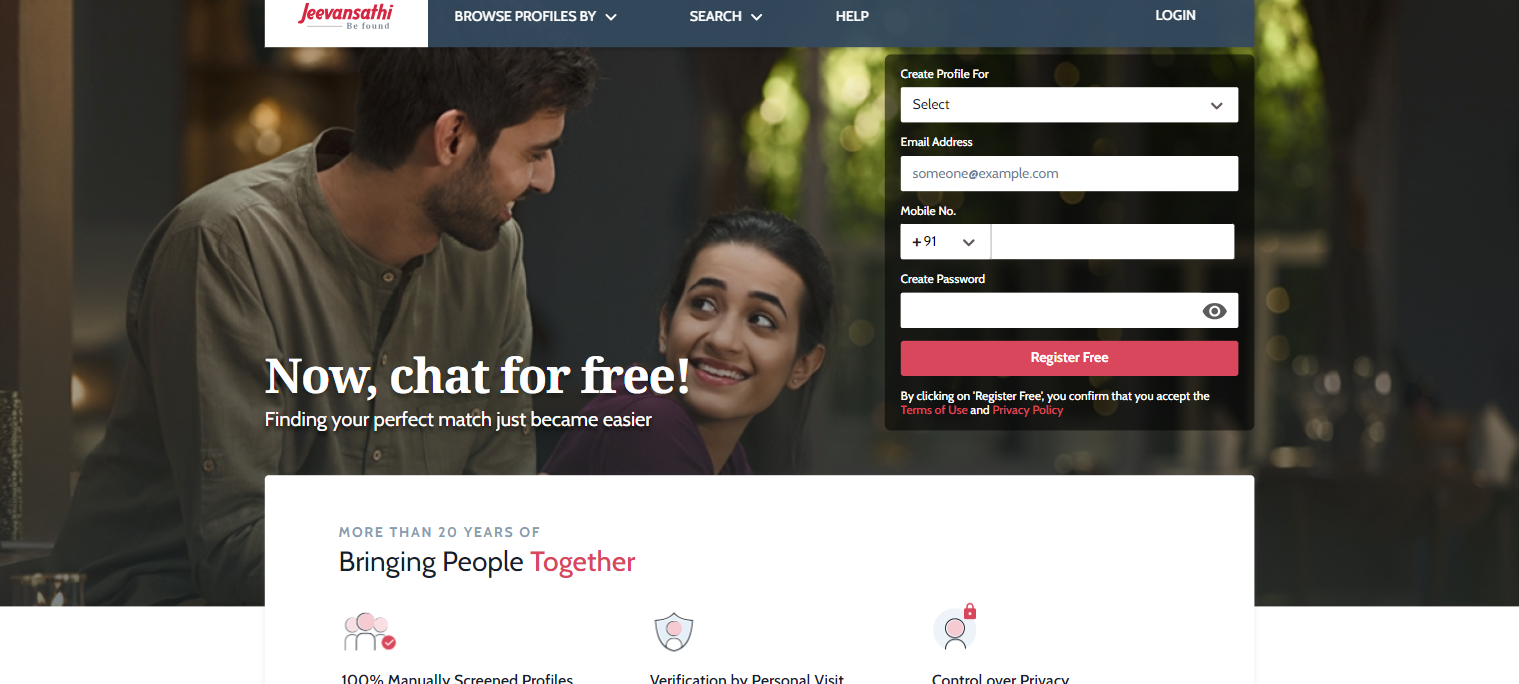 Jeevansathi
Be found
BROWSE PROFILES BY
SEARCH
HELP
LOGIN
Create Profile For
Select
Email Address
someone@example.com
Mobile No.
+91
Create Password
Register Free
By clicking on 'Register Free', you confirm that you accept the
Terms of Use and Privacy Policy
Now, chat for free!
Finding your perfect match just became easier
MORE THAN 20 YEARS OF
Bringing People Together
100% Manually Screened Profiles
Verification by Personal Visit
Control over Privacy